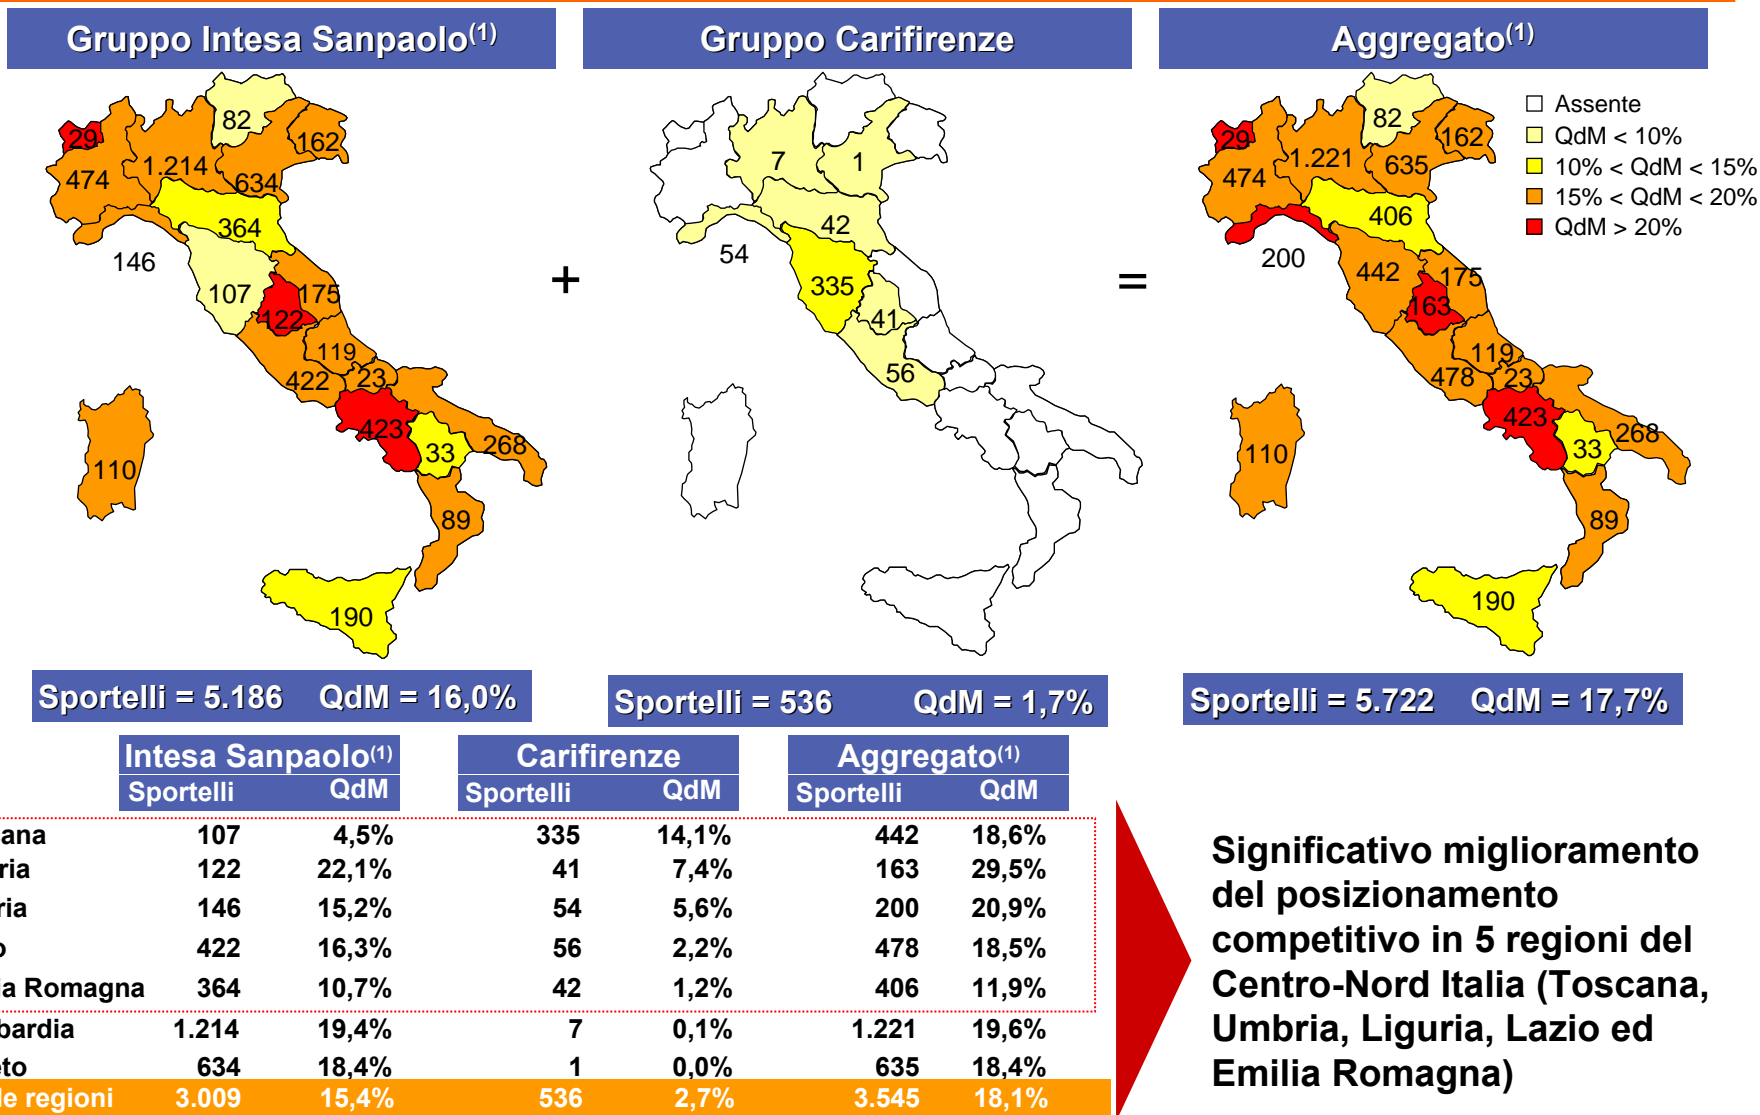 Gruppo Intesa Sanpaolo(1)
Gruppo Carifirenze
Aggregato(1)
29
82
162
474
1.214
634
364
146
107
175
122
119
422
23
423
33
268
110
89
190
+
7
1
42
54
335
41
56
=
29
82
162
474
1.221
635
406
200
442
175
163
119
478
23
423
33
268
110
89
190
Assente
QdM < 10%
10% < QdM < 15%
15% < QdM < 20%
QdM > 20%
Sportelli = 5.186 QdM = 16,0%
Sportelli = 536 QdM = 1,7%
Sportelli = 5.722 QdM = 17,7%
Intesa Sanpaolo(1) Carifirenze Aggregato(1)
Sportelli QdM Sportelli QdM Sportelli QdM
ana 107 4,5% 335 14,1% 442 18,6%
ria 122 22,1% 41 7,4% 163 29,5%
ria 146 15,2% 54 5,6% 200 20,9%
o 422 16,3% 56 2,2% 478 18,5%
ia Romagna 364 10,7% 42 1,2% 406 11,9%
bardia 1.214 19,4% 7 0,1% 1.221 19,6%
eto 634 18,4% 1 0,0% 635 18,4%
le regioni 3.009 15,4% 536 2,7% 3.545 18,1%
Significativo miglioramento
del posizionamento
competitivo in 5 regioni del
Centro-Nord Italia (Toscana,
Umbria, Liguria, Lazio ed
Emilia Romagna)